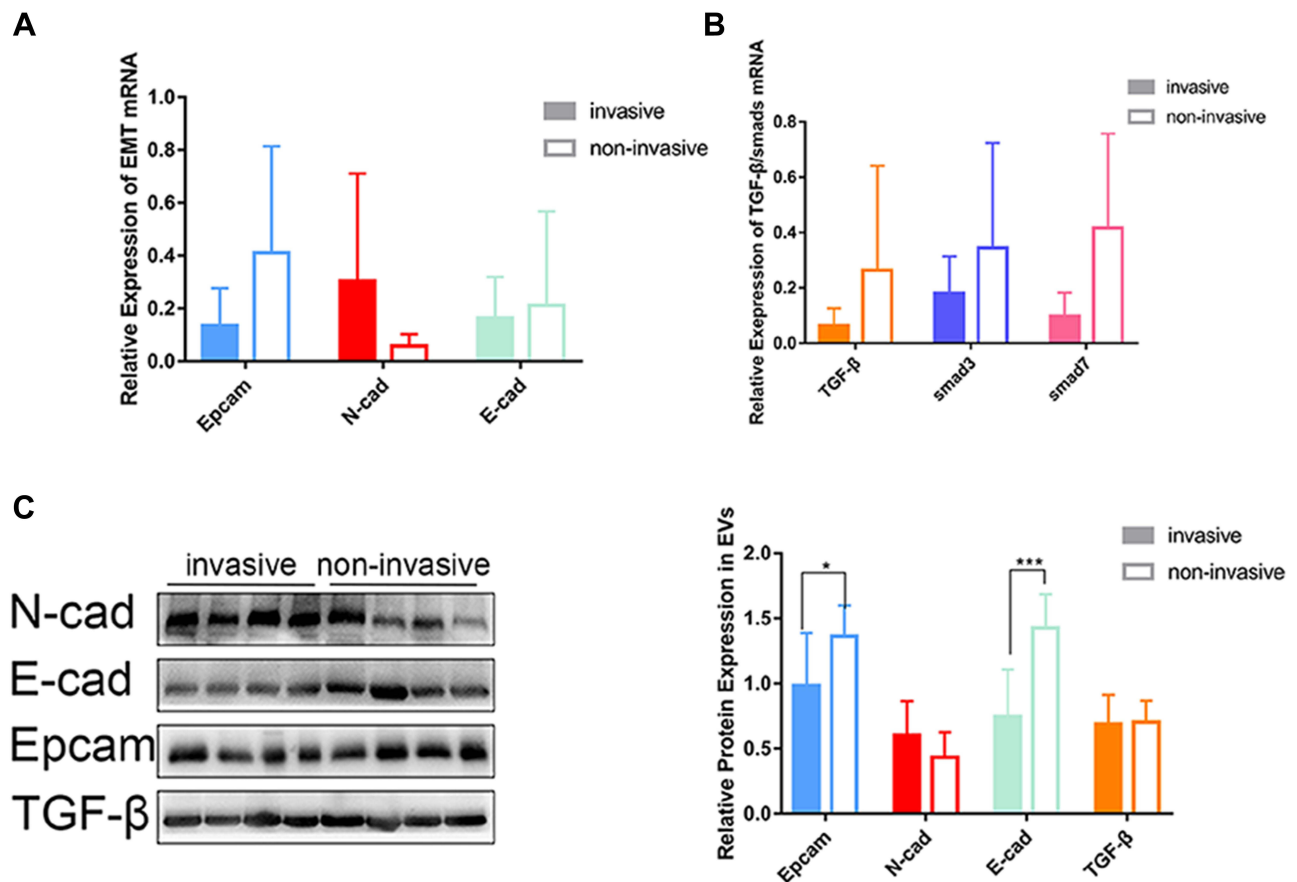 A
Relative Expression of EMT mRNA
1.0
0.8
0.6
0.4
0.2
0.0
Epcam
N-cad
E-cad
invasive
non-invasive
B
Relative Exepression of TGF-β/smads mRNA
0.8
0.6
0.4
0.2
0.0
TGF-β
smad3
smad7
invasive
non-invasive
C
invasive non-invasive
N-cad
E-cad
Epcam
TGF-β
Relative Protein Expression in EVs
2.0
1.5
1.0
0.5
0.0
*
***
Epcam
N-cad
E-cad
TGF-β
invasive
non-invasive